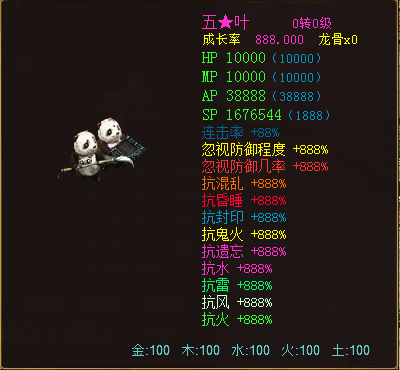 五★叶 0转0级
成长率 888.000 龙骨x0
HP 10000(10000)
MP 10000(10000)
AP 38888(38888)
SP 1676544(1888)
连击率 +88%
忽视防御程度 +888%
忽视防御几率 +888%
抗混乱 +888%
抗昏睡 +888%
抗封印 +888%
抗鬼火 +888%
抗遗忘 +888%
抗水 +888%
抗雷 +888%
抗风 +888%
抗火 +888%
金:100 木:100 水:100 火:100 土:100